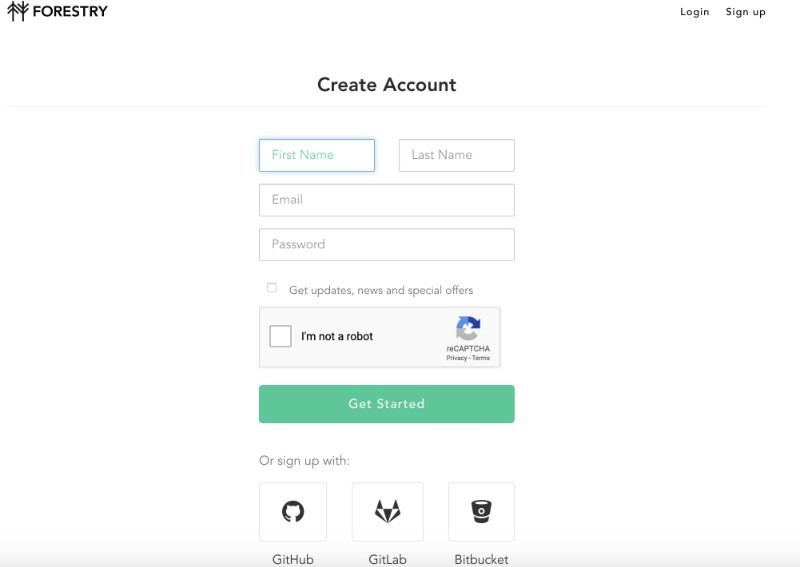 FORESTRY
Login Sign up
Create Account
First Name Last Name
Email
Password
Get updates, news and special offers
I'm not a robot
reCAPTCHA
Privacy - Terms
Get Started
Or sign up with:
GitHub GitLab Bitbucket